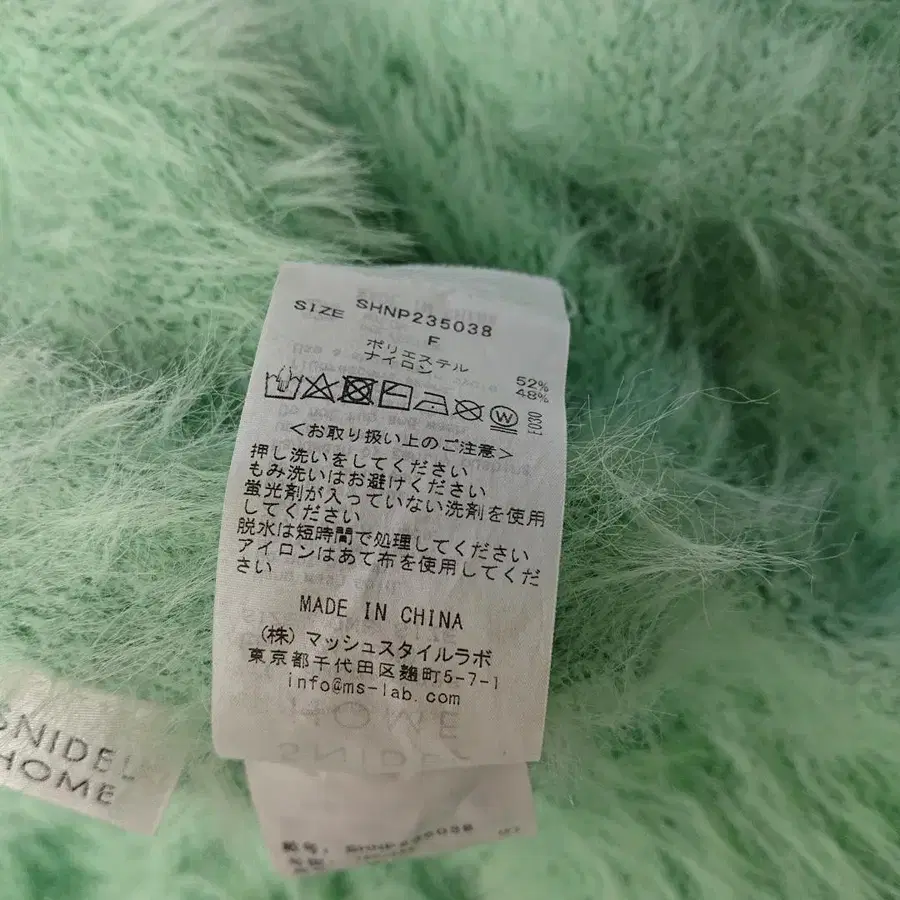 SHNP235038
SIZE F
ポリエステル 52%
ナイロン 48%
W
ECGO
<お取り扱い上のご注意>
押し洗いをしてください
もみ洗いはお避けください
蛍光剤が入っていない洗剤を使用
してください
脱水は短時間で処理してください
アイロンはあて布を使用してくだ
さい
MADE IN CHINA
(株) マッシュスタイルラボ
東京都千代田区麹町5-7-1
info@ms-lab.com
SNIDEL
HOME